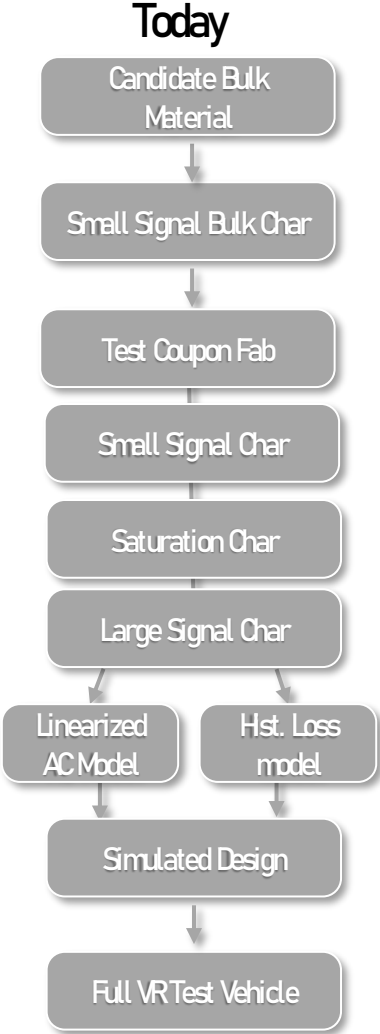 Today
Candidate Bulk
Material
Small Signal Bulk Char
Test Coupon Fab
Small Signal Char
Saturation Char
Large Signal Char
Linearized
AC Model
Hst. Loss
model
Simulated Design
Full VR Test Vehicle